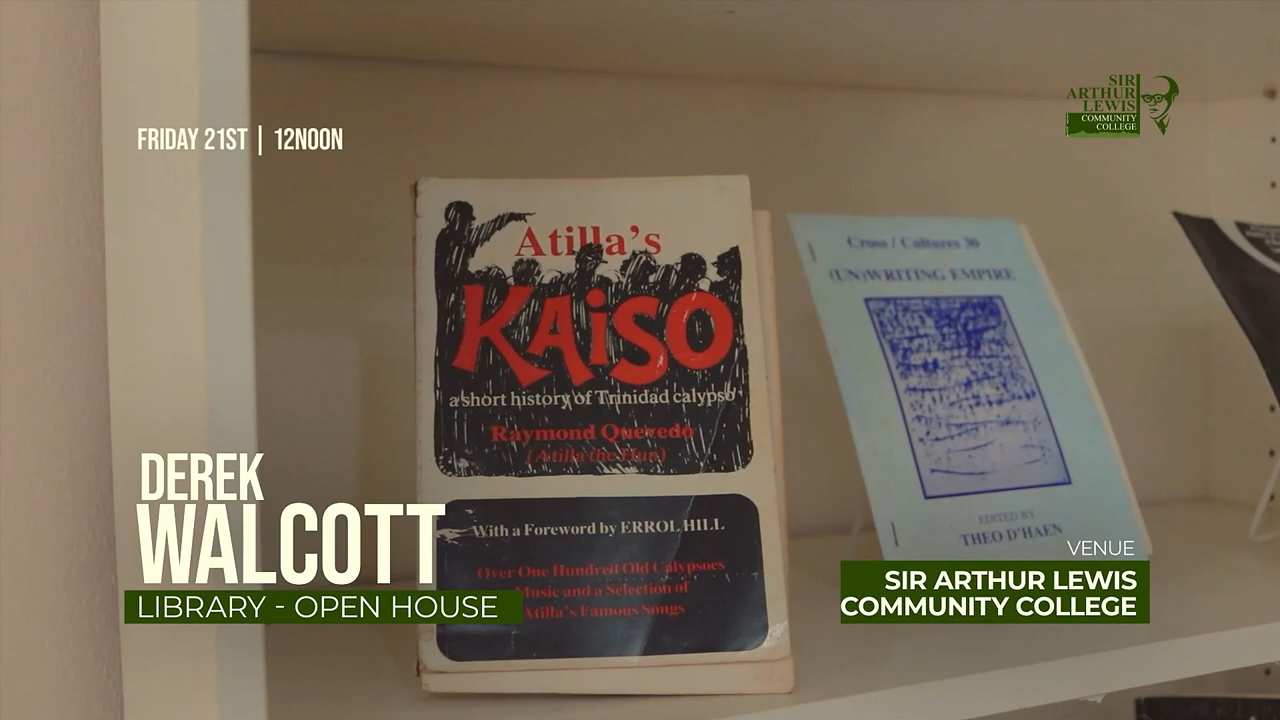 FRIDAY 21ST | 12NOON
SIR
ARTHUR
LEWIS
COMMUNITY
COLLEGE
Atilla's
KAISO
a short history of Trinidad calypso
Raymond Quevedo
(Atilla the Hun)
With a Foreword by ERROL HILL
Over One Hundred Old Calypsoes
Music and a Selection of
Atilla's Famous Songs
Cross / Cultures 30
(UN)WRITING EMPIRE
EDITED BY
THEO D'HAEN
DEREK
WALCOTT
LIBRARY - OPEN HOUSE
VENUE
SIR ARTHUR LEWIS
COMMUNITY COLLEGE